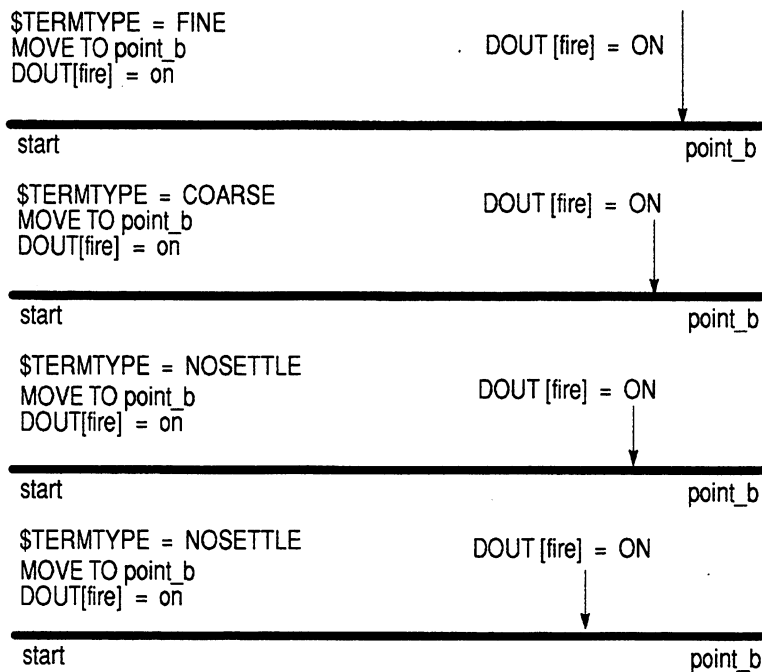 $TERMTYPE = FINE
MOVE TO point_b
DOUT[fire] = on
DOUT [fire] = ON
start
point_b
$TERMTYPE = COARSE
MOVE TO point_b
DOUT[fire] = on
DOUT [fire] = ON
start
point_b
$TERMTYPE = NOSETTLE
MOVE TO point_b
DOUT[fire] = on
DOUT [fire] = ON
start
point_b
$TERMTYPE = NOSETTLE
MOVE TO point_b
DOUT[fire] = on
DOUT [fire] = ON
start
point_b